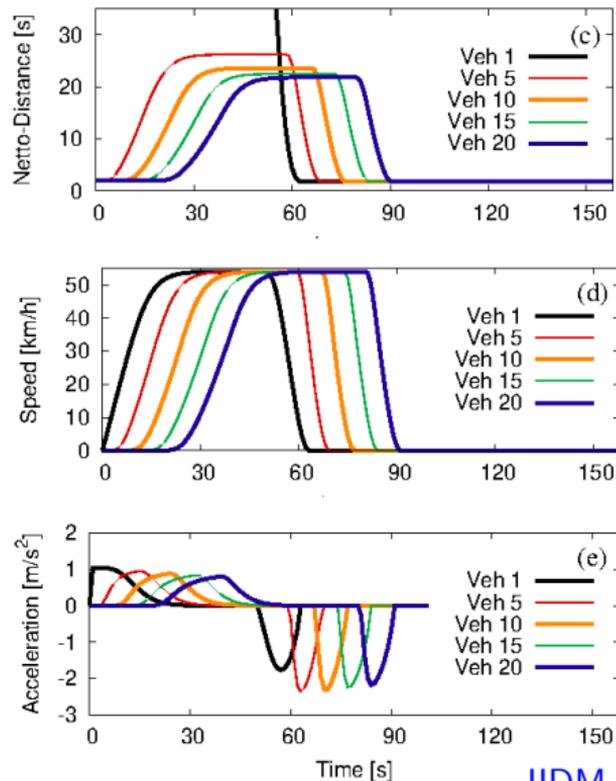 (c)
Netto-Distance [s]
30
20
10
0
Veh 1
Veh 5
Veh 10
Veh 15
Veh 20
0 30 60 90 120 150
(d)
Speed [km/h]
50
40
30
20
10
0
Veh 1
Veh 5
Veh 10
Veh 15
Veh 20
0 30 60 90 120 150
(e)
Acceleration [m/s²]
2
1
0
-1
-2
-3
Veh 1
Veh 5
Veh 10
Veh 15
Veh 20
0 30 60 90 120 150
Time [s]